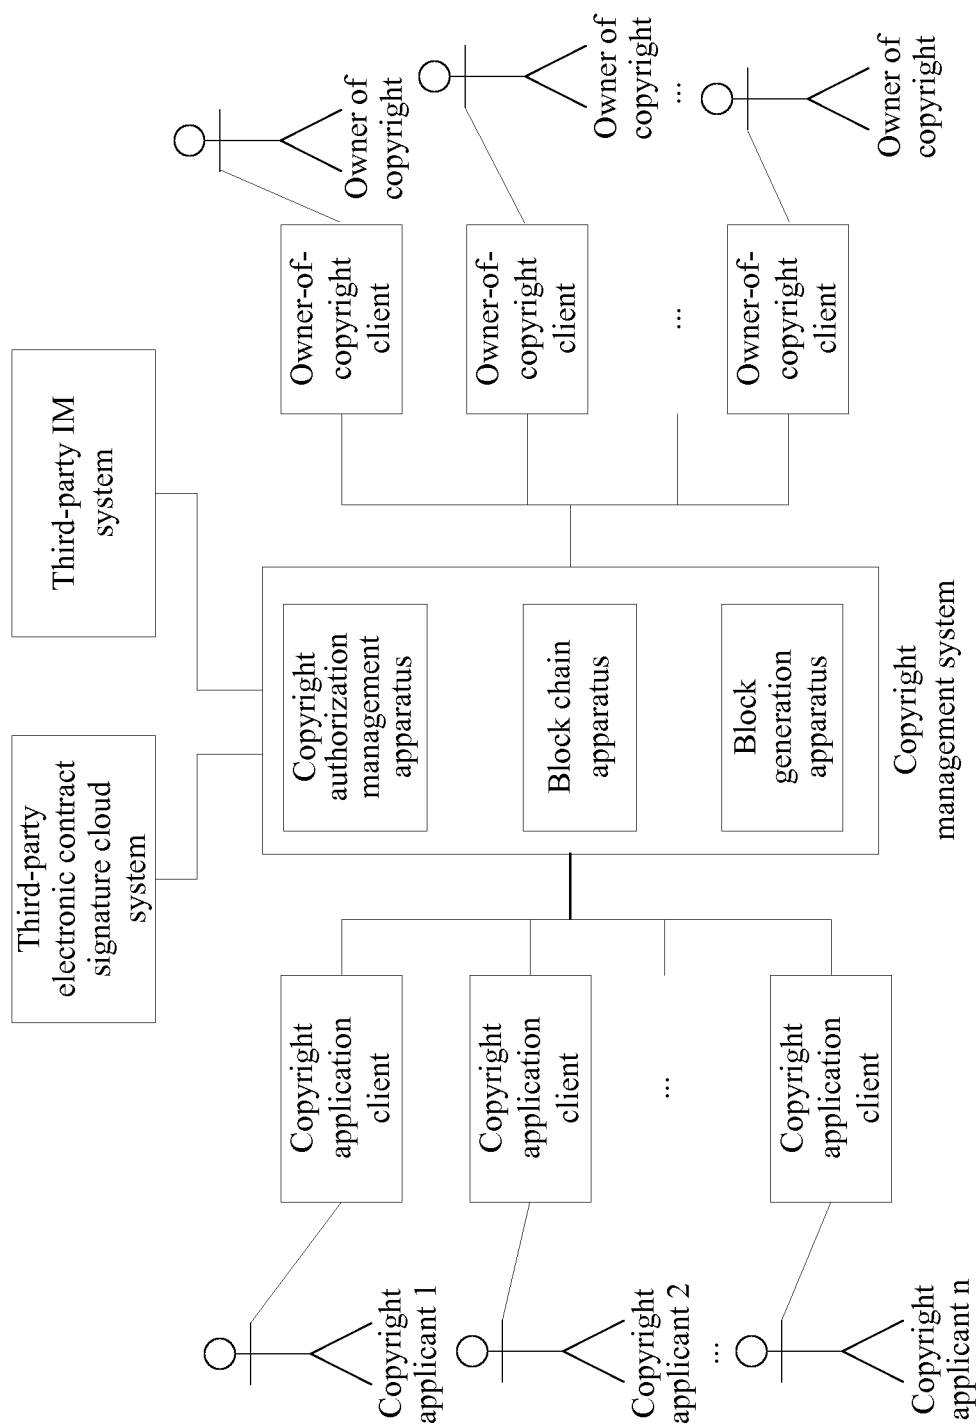 Third-party
electronic contract
signature cloud
system
Third-party IM
system
Copyright
applicant 1
Copyright
application
client
Copyright
authorization
management
apparatus
Owner-of-
copyright
client
Owner of
copyright
Copyright
applicant 2
Copyright
application
client
Block chain
apparatus
Owner-of-
copyright
client
Owner of
copyright
...
...
...
...
Copyright
applicant n
Copyright
application
client
Block
generation
apparatus
Owner-of-
copyright
client
Owner of
copyright
Copyright
management system